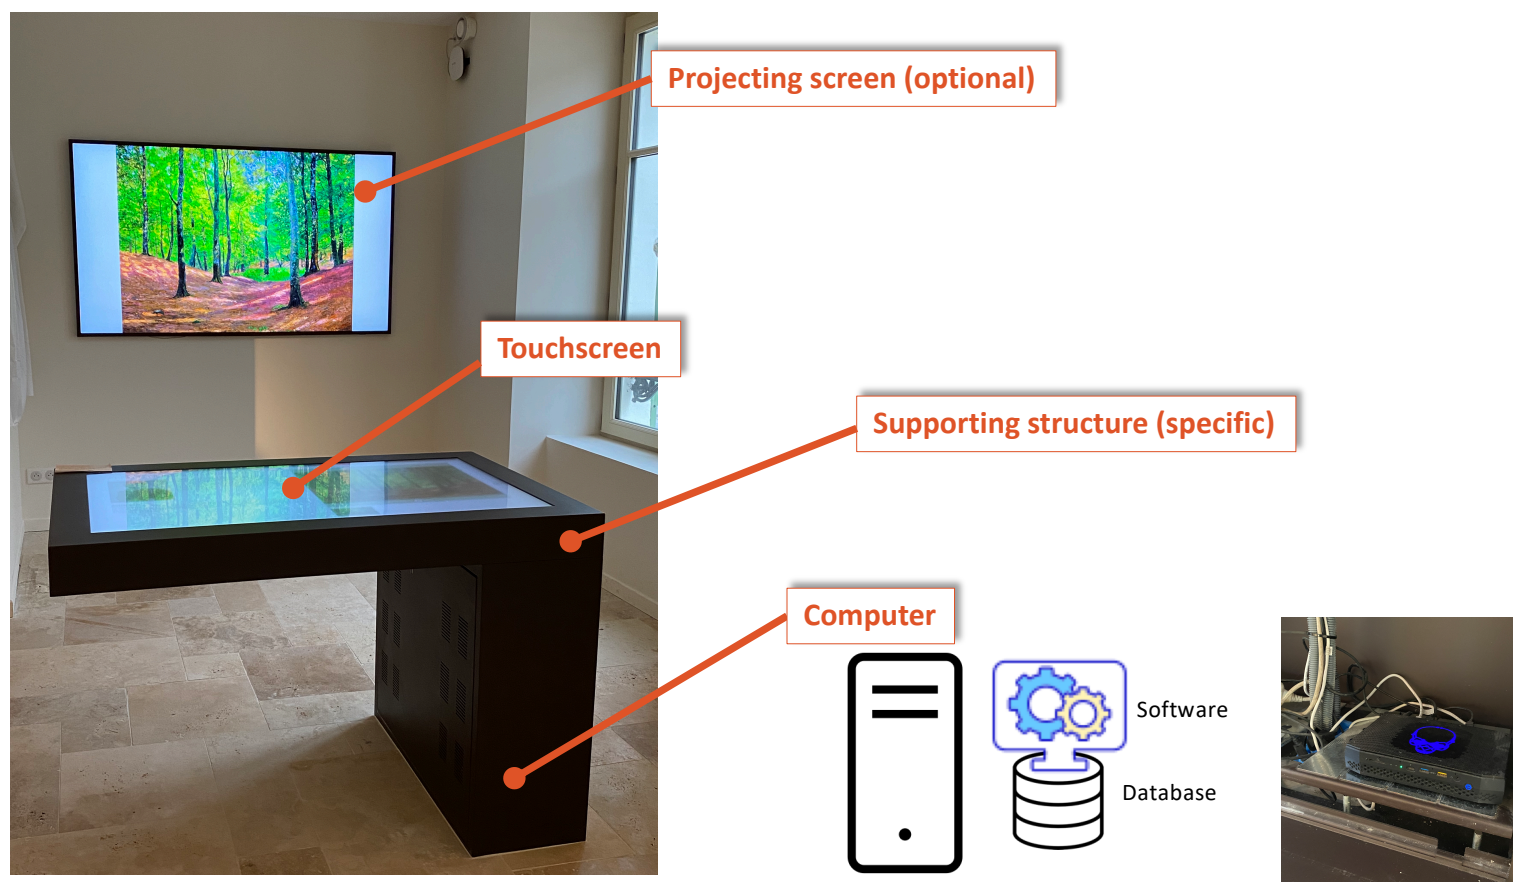 Projecting screen (optional)
Touchscreen
Supporting structure (specific)
Computer
Software
Database